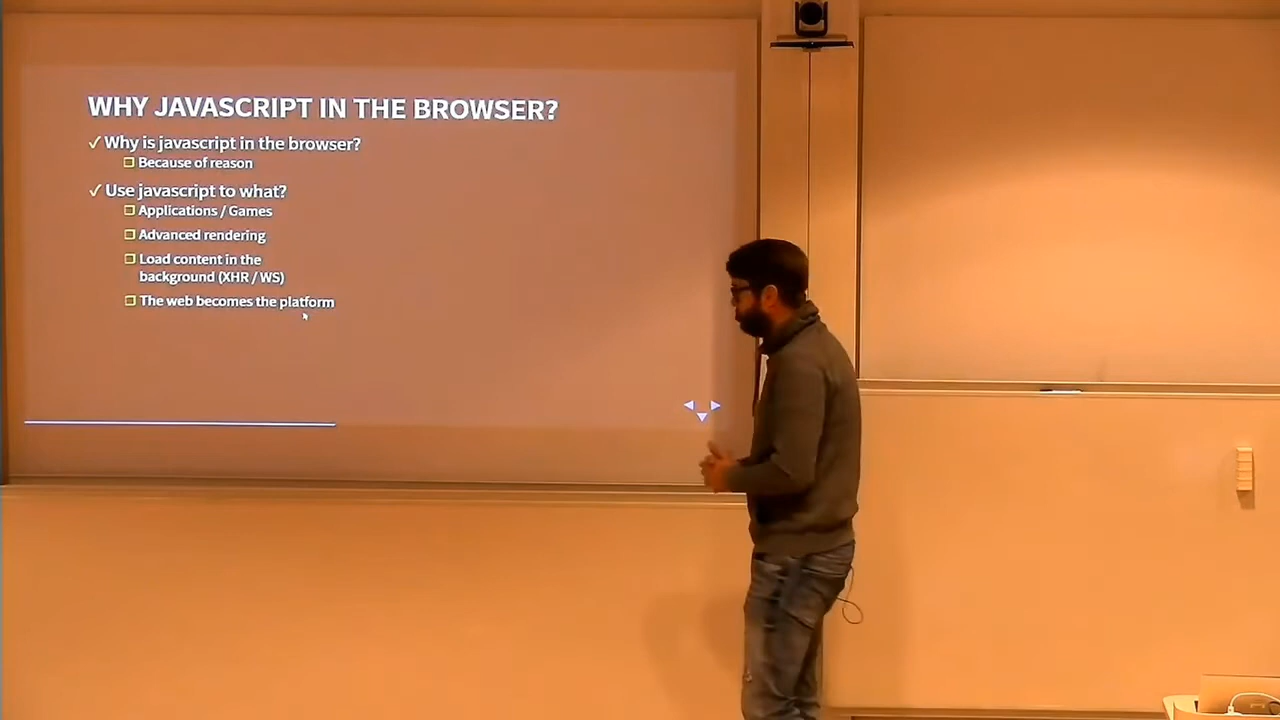 WHY JAVASCRIPT IN THE BROWSER?
✓ Why is javascript in the browser?
Because of reason
✓ Use javascript to what?
Applications / Games
Advanced rendering
Load content in the
background (XHR / WS)
The web becomes the platform